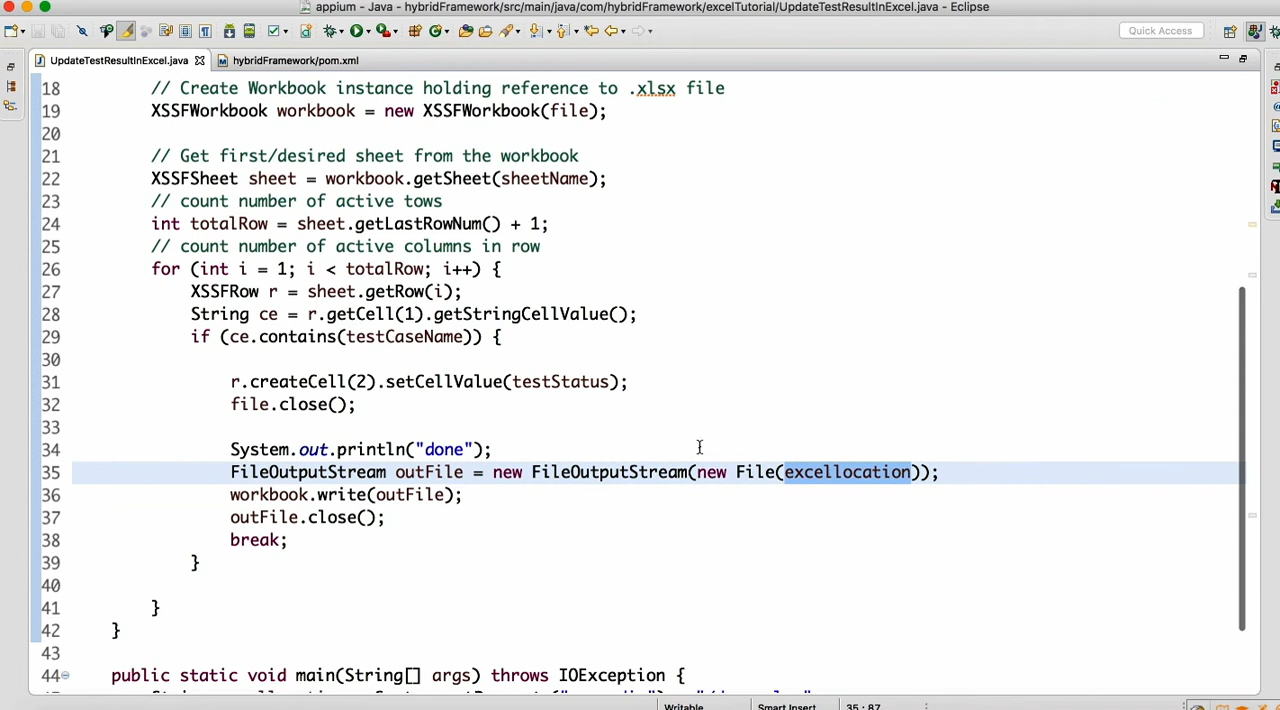 appium - Java - hybridFramework/src/main/java/com/hybridFramework/excelTutorial/UpdateTestResultInExcel.java - Eclipse
Quick Access
UpdateTestResultInExcel.java hybridFramework/pom.xml
18 // Create Workbook instance holding reference to .xlsx file
19 XSSFWorkbook workbook = new XSSFWorkbook(file);
20
21 // Get first/desired sheet from the workbook
22 XSSFSheet sheet = workbook.getSheet(sheetName);
23 // count number of active tows
24 int totalRow = sheet.getLastRowNum() + 1;
25 // count number of active columns in row
26 for (int i = 1; i < totalRow; i++) {
27 XSSFRow r = sheet.getRow(i);
28 String ce = r.getCell(1).getStringCellValue();
29 if (ce.contains(testCaseName)) {
30
31 r.createCell(2).setCellValue(testStatus);
32 file.close();
33
34 System.out.println("done");
35 FileOutputStream outFile = new FileOutputStream(new File(excellocation));
36 workbook.write(outFile);
37 outFile.close();
38 break;
39 }
40
41 }
42 }
43
44 public static void main(String[] args) throws IOException {
Writable Smart Insert 35 : 87